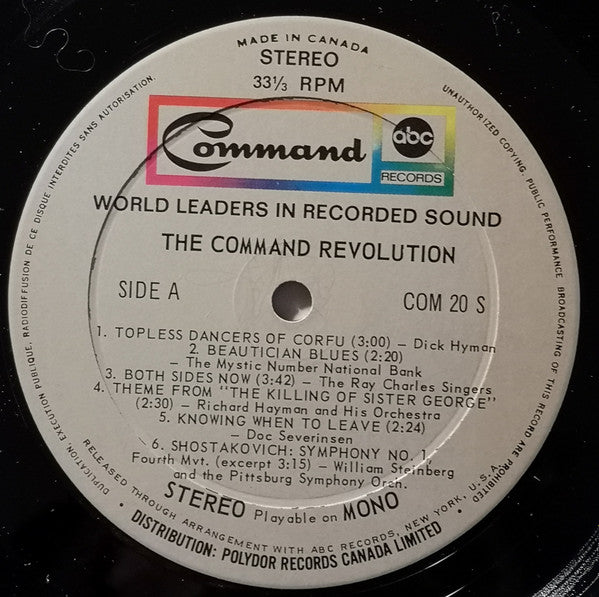 MADE IN CANADA
STEREO
33⅓ RPM
Command
abc
RECORDS
WORLD LEADERS IN RECORDED SOUND
THE COMMAND REVOLUTION
SIDE A
COM 20 S
1. TOPLESS DANCERS OF CORFU (3:00) – Dick Hyman
2. BEAUTICIAN BLUES (2:20)
– The Mystic Number National Bank
3. BOTH SIDES NOW (3:42) – The Ray Charles Singers
4. THEME FROM "THE KILLING OF SISTER GEORGE"
(2:30) – Richard Hayman and His Orchestra
5. KNOWING WHEN TO LEAVE (2:24)
– Doc Severinsen
6. SHOSTAKOVICH: SYMPHONY NO. 1,
Fourth Mvt. (excerpt 3:15) – William Steinberg
and the Pittsburg Symphony Orch.
STEREO Playable on MONO
RELEASED THROUGH ARRANGEMENT WITH ABC RECORDS, NEW YORK, U.S.A.
• DISTRIBUTION: POLYDOR RECORDS CANADA LIMITED •
DUPLICATION, EXECUTION PUBLIQUE, RADIODIFFUSION DE CE DISQUE INTERDITES SANS AUTORISATION.
UNAUTHORIZED COPYING, PUBLIC PERFORMANCE, BROADCASTING OF THIS RECORD ARE PROHIBITED